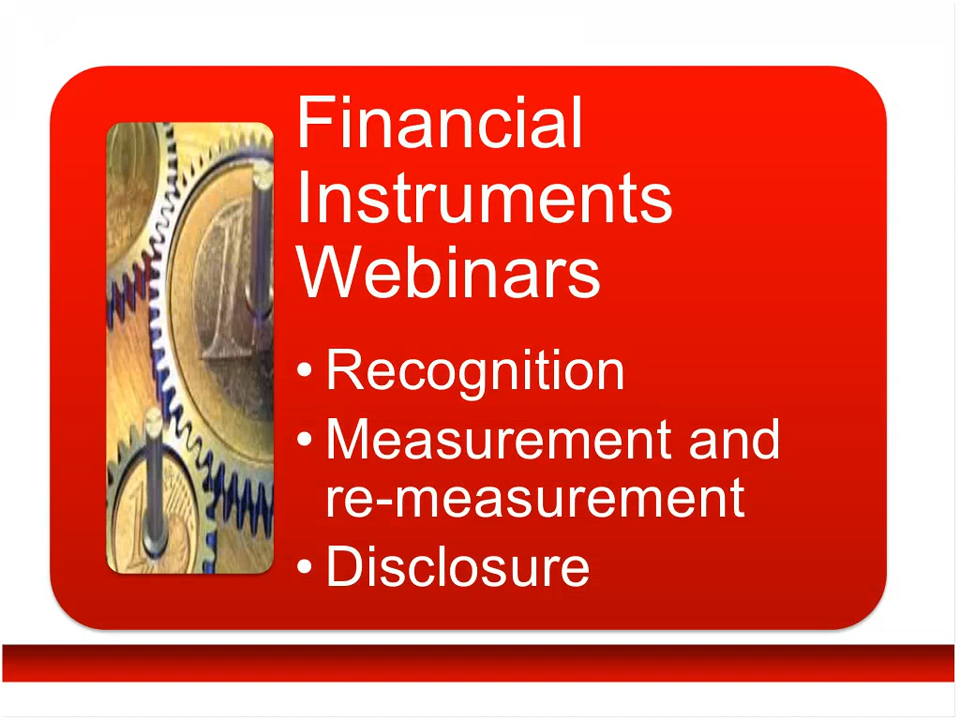 Financial
Instruments
Webinars
• Recognition
• Measurement and
re-measurement
• Disclosure